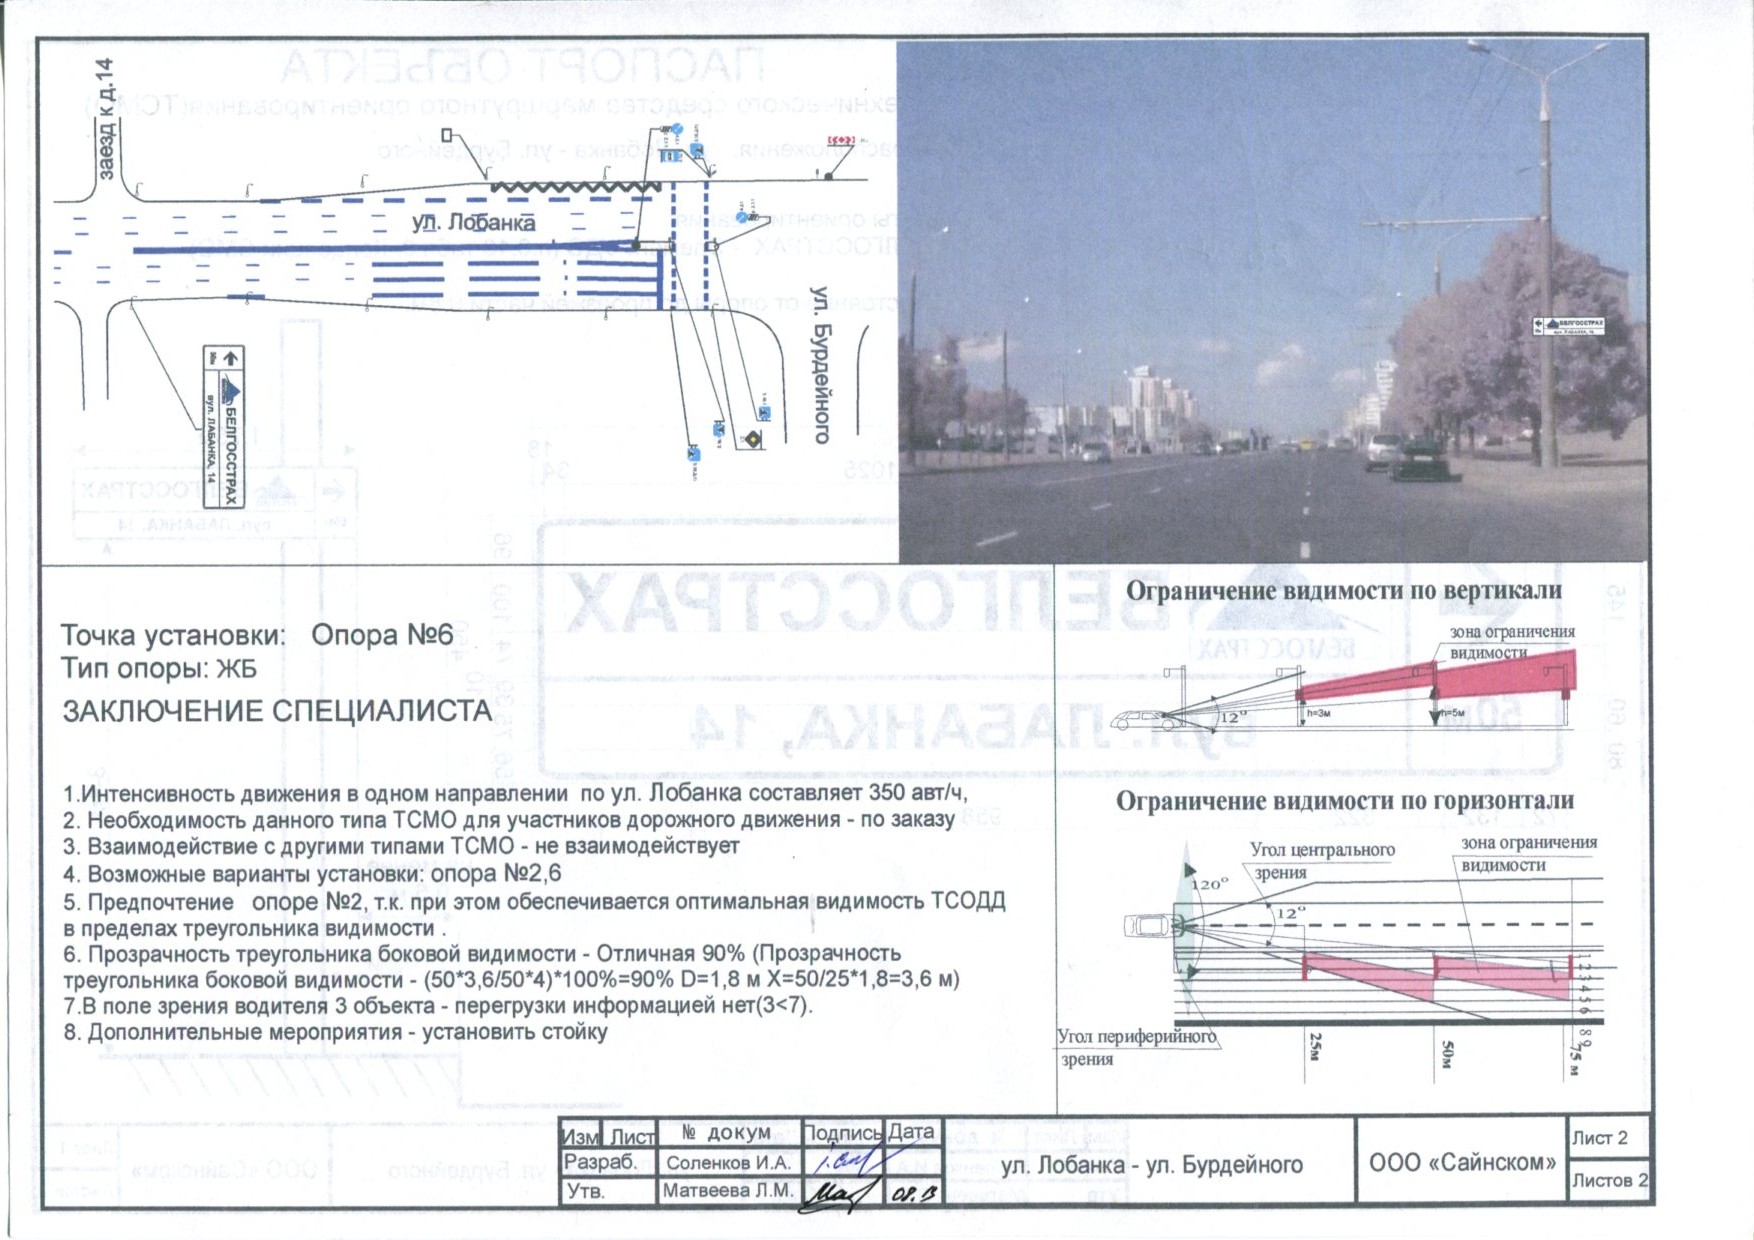 заезд к д.14
ул. Лобанка
ул. Бурдейного
БЕЛГОССТРАХ
вул. ЛАБАНКА, 14
БЕЛГОССТРАХ
вул. ЛАБАНКА, 14
Точка установки: Опора №6
Тип опоры: ЖБ
ЗАКЛЮЧЕНИЕ СПЕЦИАЛИСТА
1.Интенсивность движения в одном направлении по ул. Лобанка составляет 350 авт/ч,
2. Необходимость данного типа ТСМО для участников дорожного движения - по заказу
3. Взаимодействие с другими типами ТСМО - не взаимодействует
4. Возможные варианты установки: опора №2,6
5. Предпочтение опоре №2, т.к. при этом обеспечивается оптимальная видимость ТСОДД
в пределах треугольника видимости .
6. Прозрачность треугольника боковой видимости - Отличная 90% (Прозрачность
треугольника боковой видимости - (50*3,6/50*4)*100%=90% D=1,8 м X=50/25*1,8=3,6 м)
7.В поле зрения водителя 3 объекта - перегрузки информацией нет(3<7).
8. Дополнительные мероприятия - установить стойку
Ограничение видимости по вертикали
зона ограничения
видимости
12°
h=3м
h=5м
Ограничение видимости по горизонтали
Угол центрального
зрения
зона ограничения
видимости
120°
12°
1 2 3 4 5 6
8 9
Угол периферийного
зрения
25м
50м
75 м
Изм Лист № докум Подпись Дата
Разраб. Соленков И.А.
Утв. Матвеева Л.М. 08.13
ул. Лобанка - ул. Бурдейного
ООО «Сайнском»
Лист 2
Листов 2